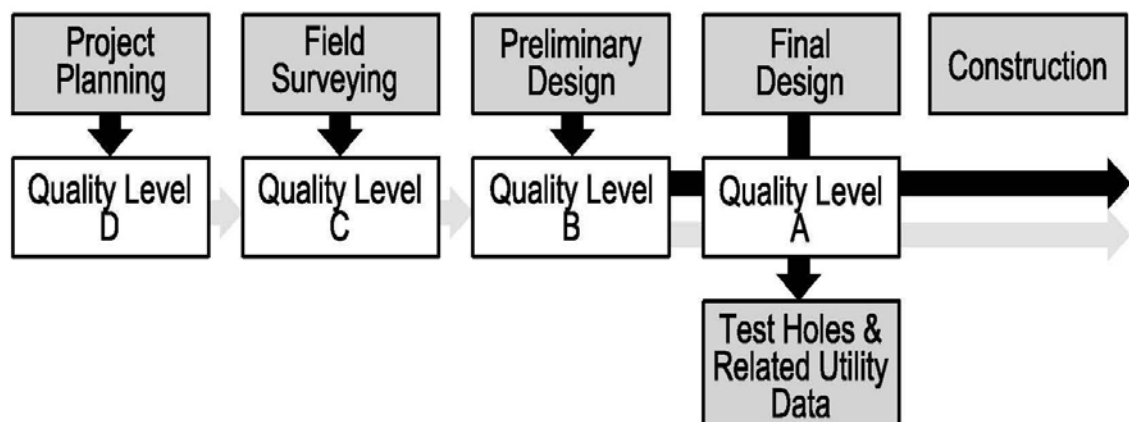 Project
Planning
Field
Surveying
Preliminary
Design
Final
Design
Construction
Quality Level
D
Quality Level
C
Quality Level
B
Quality Level
A
Test Holes &
Related Utility
Data